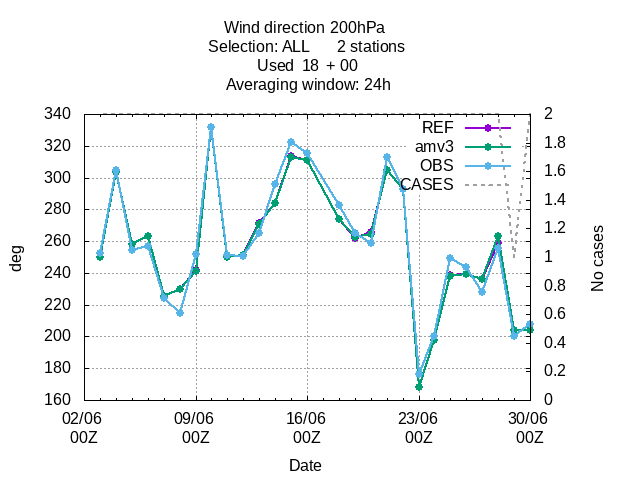 Wind direction 200hPa
Selection: ALL 2 stations
Used 18 + 00
Averaging window: 24h
340
320
300
280
260
240
220
200
180
160
deg
2
1.8
1.6
1.4
1.2
1
0.8
0.6
0.4
0.2
0
No cases
REF
amv3
OBS
CASES
02/06 09/06 16/06 23/06 30/06
00Z 00Z 00Z 00Z 00Z
Date